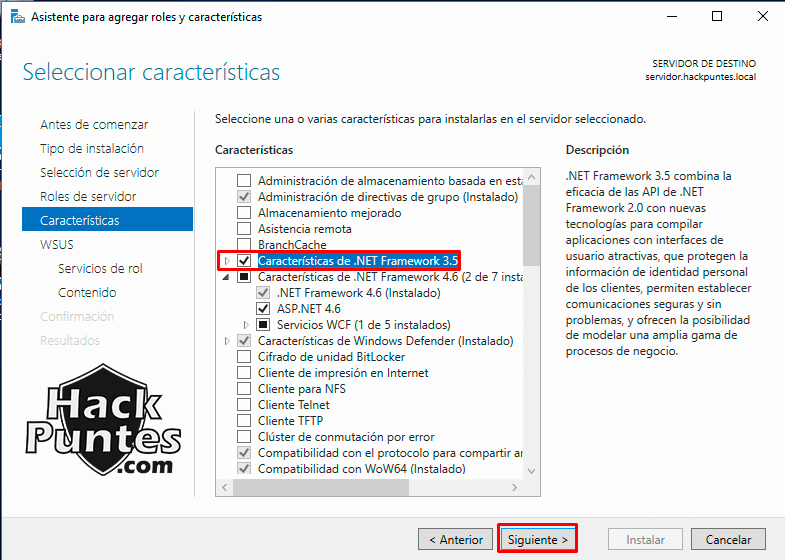 Asistente para agregar roles y características
Seleccionar características
SERVIDOR DE DESTINO
servidor.hackpuntes.local
Antes de comenzar
Tipo de instalación
Selección de servidor
Roles de servidor
Características
WSUS
Servicios de rol
Contenido
Confirmación
Resultados
Hack
Puntes
.com
Seleccione una o varias características para instalarlas en el servidor seleccionado.
Características
Administración de almacenamiento basada en está
Administración de directivas de grupo (Instalado)
Almacenamiento mejorado
Asistencia remota
BranchCache
Características de .NET Framework 3.5
Características de .NET Framework 4.6 (2 de 7 insta
.NET Framework 4.6 (Instalado)
ASP.NET 4.6
Servicios WCF (1 de 5 instalados)
Características de Windows Defender (Instalado)
Cifrado de unidad BitLocker
Cliente de impresión en Internet
Cliente para NFS
Cliente Telnet
Cliente TFTP
Clúster de conmutación por error
Compatibilidad con el protocolo para compartir ar
Compatibilidad con WoW64 (Instalado)
Descripción
.NET Framework 3.5 combina la
eficacia de las API de .NET
Framework 2.0 con nuevas
tecnologías para compilar
aplicaciones con interfaces de
usuario atractivas, que protegen la
información de identidad personal
de los clientes, permiten establecer
comunicaciones seguras y sin
problemas, y ofrecen la posibilidad
de modelar una amplia gama de
procesos de negocio.
< Anterior
Siguiente >
Instalar
Cancelar